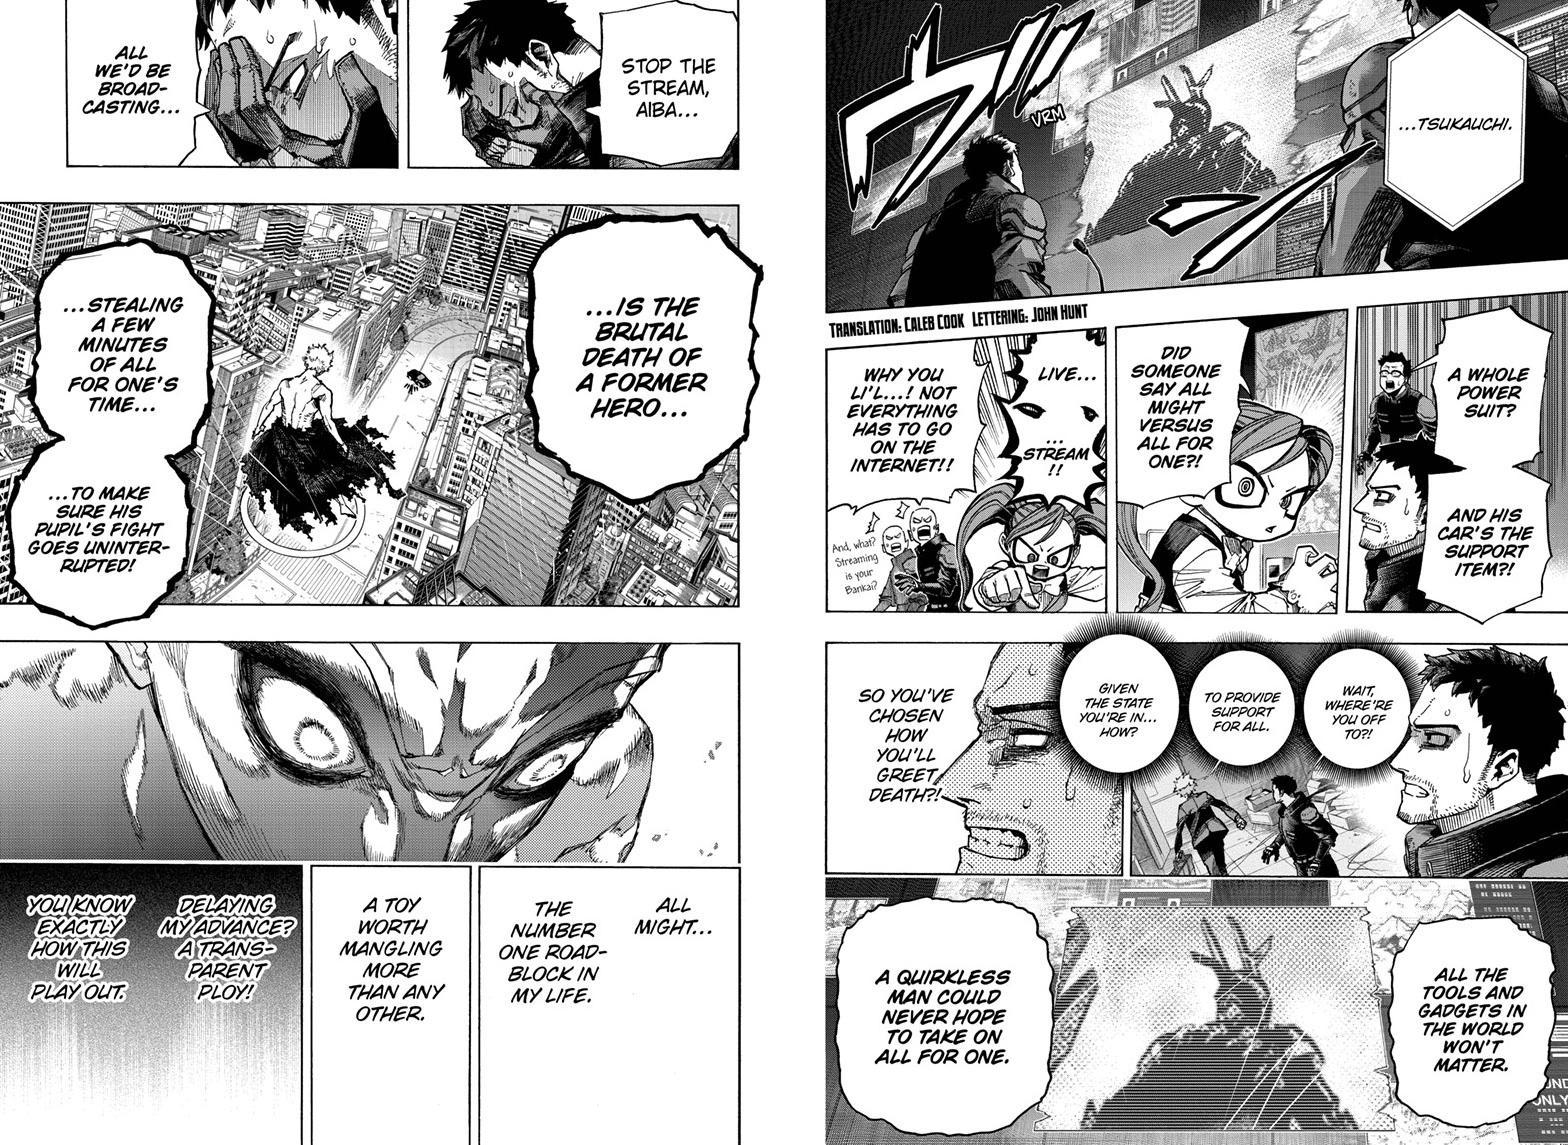 ...TSUKAUCHI.
VRM
TRANSLATION: CALEB COOK LETTERING: JOHN HUNT
A WHOLE
POWER
SUIT?
AND HIS
CAR'S THE
SUPPORT
ITEM?!
DID
SOMEONE
SAY ALL
MIGHT
VERSUS
ALL FOR
ONE?!
LIVE...
...
STREAM
!!
WHY YOU
LI'L...! NOT
EVERYTHING
HAS TO GO
ON THE
INTERNET!!
And, what?
Streaming
is your
Bankai?
WAIT,
WHERE'RE
YOU OFF
TO?!
TO PROVIDE
SUPPORT
FOR ALL.
GIVEN
THE STATE
YOU'RE IN...
HOW?
SO YOU'VE
CHOSEN
HOW
YOU'LL
GREET
DEATH?!
ALL THE
TOOLS AND
GADGETS IN
THE WORLD
WON'T
MATTER.
A QUIRKLESS
MAN COULD
NEVER HOPE
TO TAKE ON
ALL FOR ONE.
STOP THE
STREAM,
AIBA...
ALL
WE'D BE
BROAD-
CASTING...
...IS THE
BRUTAL
DEATH OF
A FORMER
HERO...
...STEALING
A FEW
MINUTES
OF ALL
FOR ONE'S
TIME...
...TO MAKE
SURE HIS
PUPIL'S FIGHT
GOES UNINTER-
RUPTED!
ALL
MIGHT...
THE
NUMBER
ONE ROAD-
BLOCK IN
MY LIFE.
A TOY
WORTH
MANGLING
MORE
THAN ANY
OTHER.
DELAYING
MY ADVANCE?
A TRANS-
PARENT
PLOY!
YOU KNOW
EXACTLY
HOW THIS
WILL
PLAY OUT.